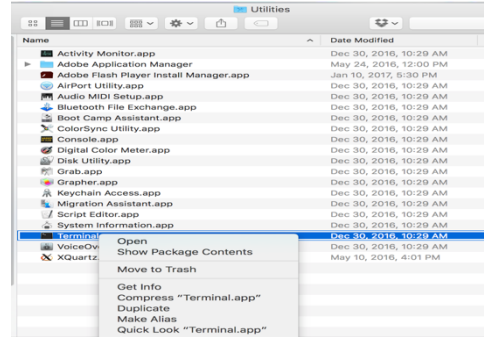 Utilities
Name Date Modified
Activity Monitor.app Dec 30, 2016, 10:29 AM
Adobe Application Manager May 24, 2016, 12:00 PM
Adobe Flash Player Install Manager.app Jan 10, 2017, 5:30 PM
AirPort Utility.app Dec 30, 2016, 10:29 AM
Audio MIDI Setup.app Dec 30, 2016, 10:29 AM
Bluetooth File Exchange.app Dec 30, 2016, 10:29 AM
Boot Camp Assistant.app Dec 30, 2016, 10:29 AM
ColorSync Utility.app Dec 30, 2016, 10:29 AM
Console.app Dec 30, 2016, 10:29 AM
Digital Color Meter.app Dec 30, 2016, 10:29 AM
Disk Utility.app Dec 30, 2016, 10:29 AM
Grab.app Dec 30, 2016, 10:29 AM
Grapher.app Dec 30, 2016, 10:29 AM
Keychain Access.app Dec 30, 2016, 10:29 AM
Migration Assistant.app Dec 30, 2016, 10:29 AM
Script Editor.app Dec 30, 2016, 10:29 AM
System Information.app Dec 30, 2016, 10:29 AM
Terminal Dec 30, 2016, 10:29 AM
VoiceOv Dec 30, 2016, 10:29 AM
XQuartz May 10, 2016, 4:01 PM
Open
Show Package Contents
Move to Trash
Get Info
Compress “Terminal.app”
Duplicate
Make Alias
Quick Look “Terminal.app”